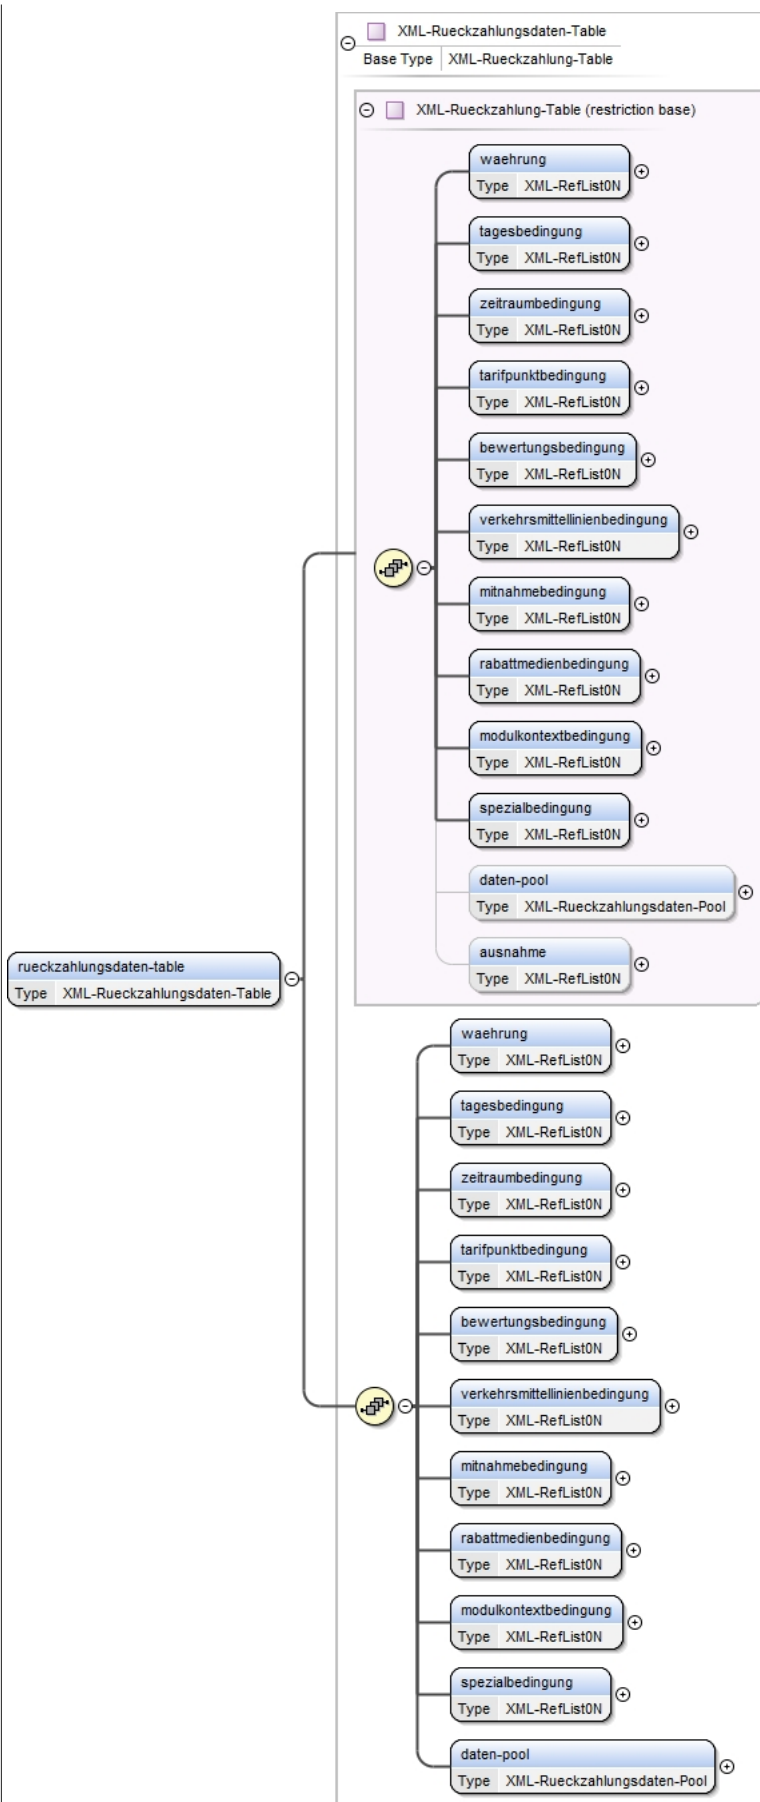 XML-Rueckzahlungsdaten-Table
Base Type XML-Rueckzahlung-Table
XML-Rueckzahlung-Table (restriction base)
waehrung
Type XML-RefList0N
tagesbedingung
Type XML-RefList0N
zeitraumbedingung
Type XML-RefList0N
tarifpunktbedingung
Type XML-RefList0N
bewertungsbedingung
Type XML-RefList0N
verkehrsmittellinienbedingung
Type XML-RefList0N
mitnahmebedingung
Type XML-RefList0N
rabattmedienbedingung
Type XML-RefList0N
modulkontextbedingung
Type XML-RefList0N
spezialbedingung
Type XML-RefList0N
daten-pool
Type XML-Rueckzahlungsdaten-Pool
ausnahme
Type XML-RefList0N
rueckzahlungsdaten-table
Type XML-Rueckzahlungsdaten-Table
waehrung
Type XML-RefList0N
tagesbedingung
Type XML-RefList0N
zeitraumbedingung
Type XML-RefList0N
tarifpunktbedingung
Type XML-RefList0N
bewertungsbedingung
Type XML-RefList0N
verkehrsmittellinienbedingung
Type XML-RefList0N
mitnahmebedingung
Type XML-RefList0N
rabattmedienbedingung
Type XML-RefList0N
modulkontextbedingung
Type XML-RefList0N
spezialbedingung
Type XML-RefList0N
daten-pool
Type XML-Rueckzahlungsdaten-Pool